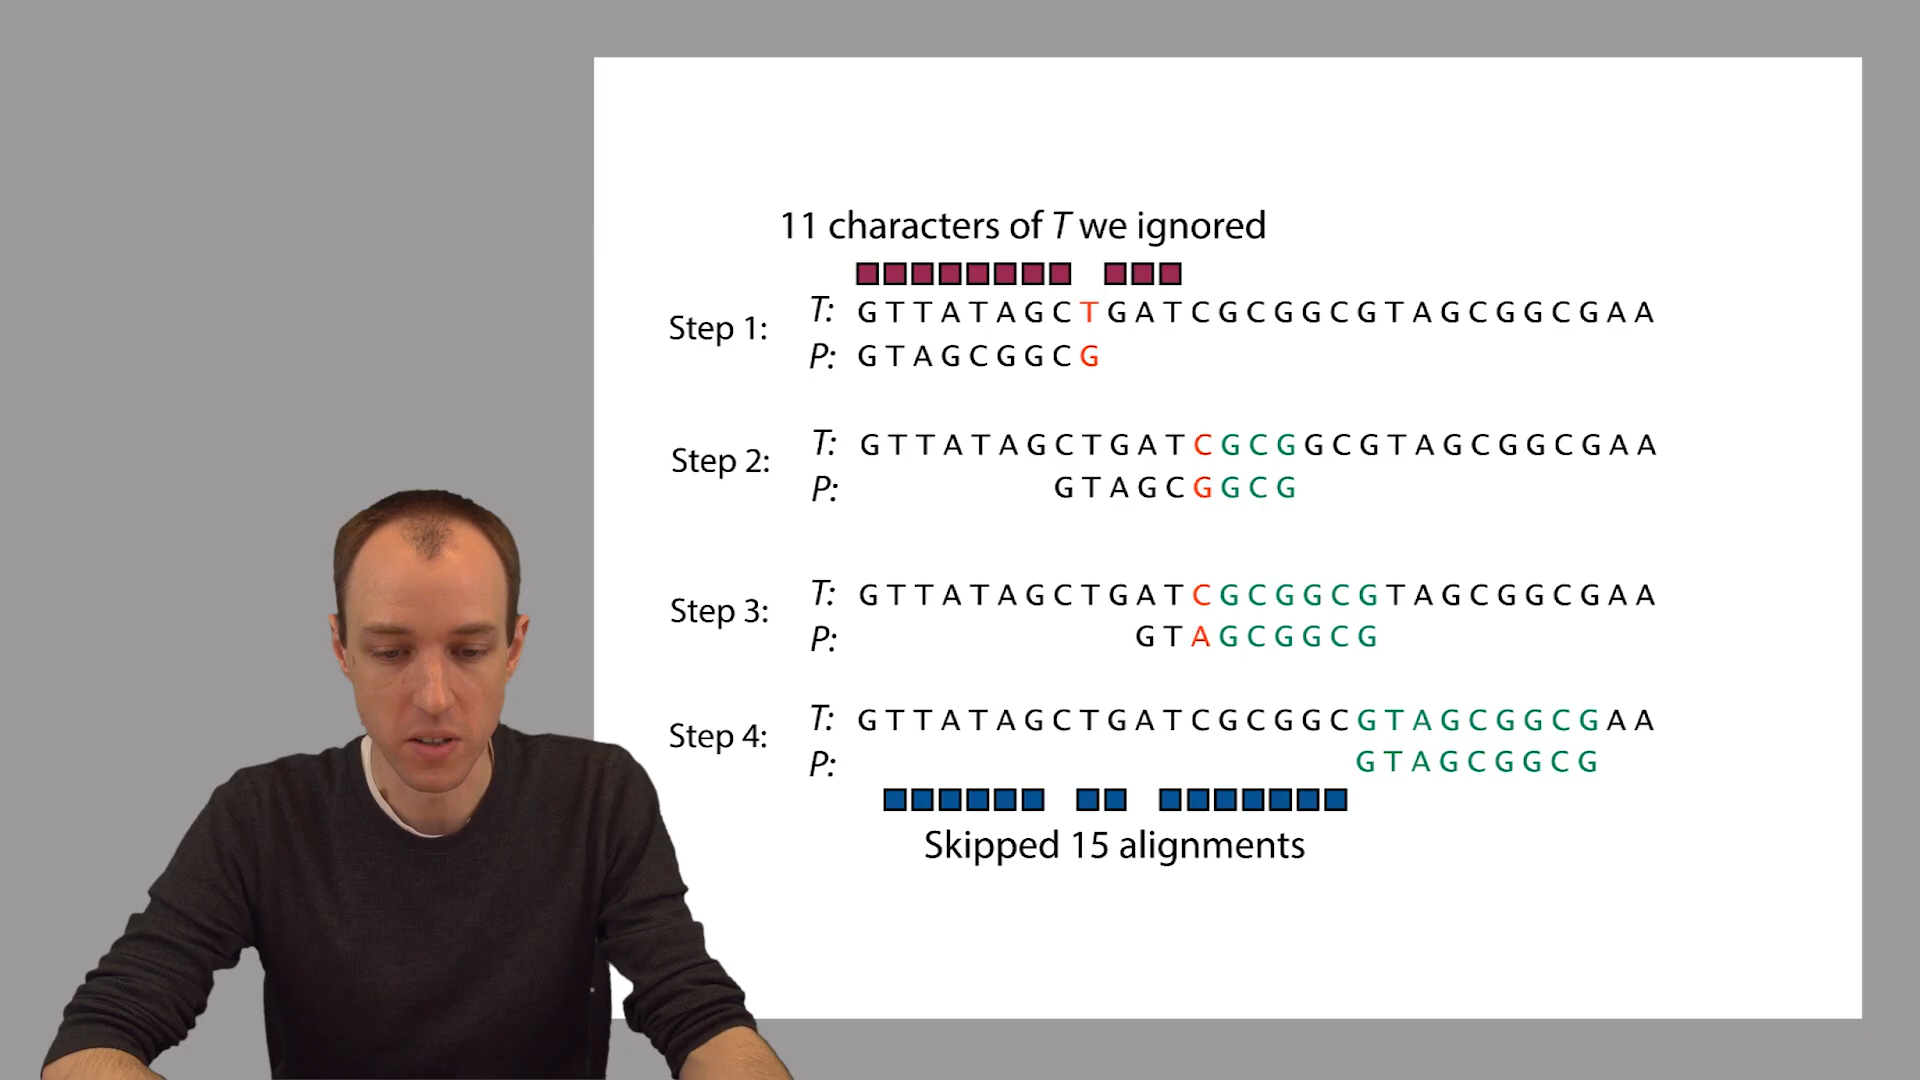 11 characters of T we ignored
Step 1:
T: G T T A T A G C T G A T C G C G G C G T A G C G G C G A A
P: G T A G C G G C G
Step 2:
T: G T T A T A G C T G A T C G C G G C G T A G C G G C G A A
P: G T A G C G G C G
Step 3:
T: G T T A T A G C T G A T C G C G G C G T A G C G G C G A A
P: G T A G C G G C G
Step 4:
T: G T T A T A G C T G A T C G C G G C G T A G C G G C G A A
P: G T A G C G G C G
Skipped 15 alignments